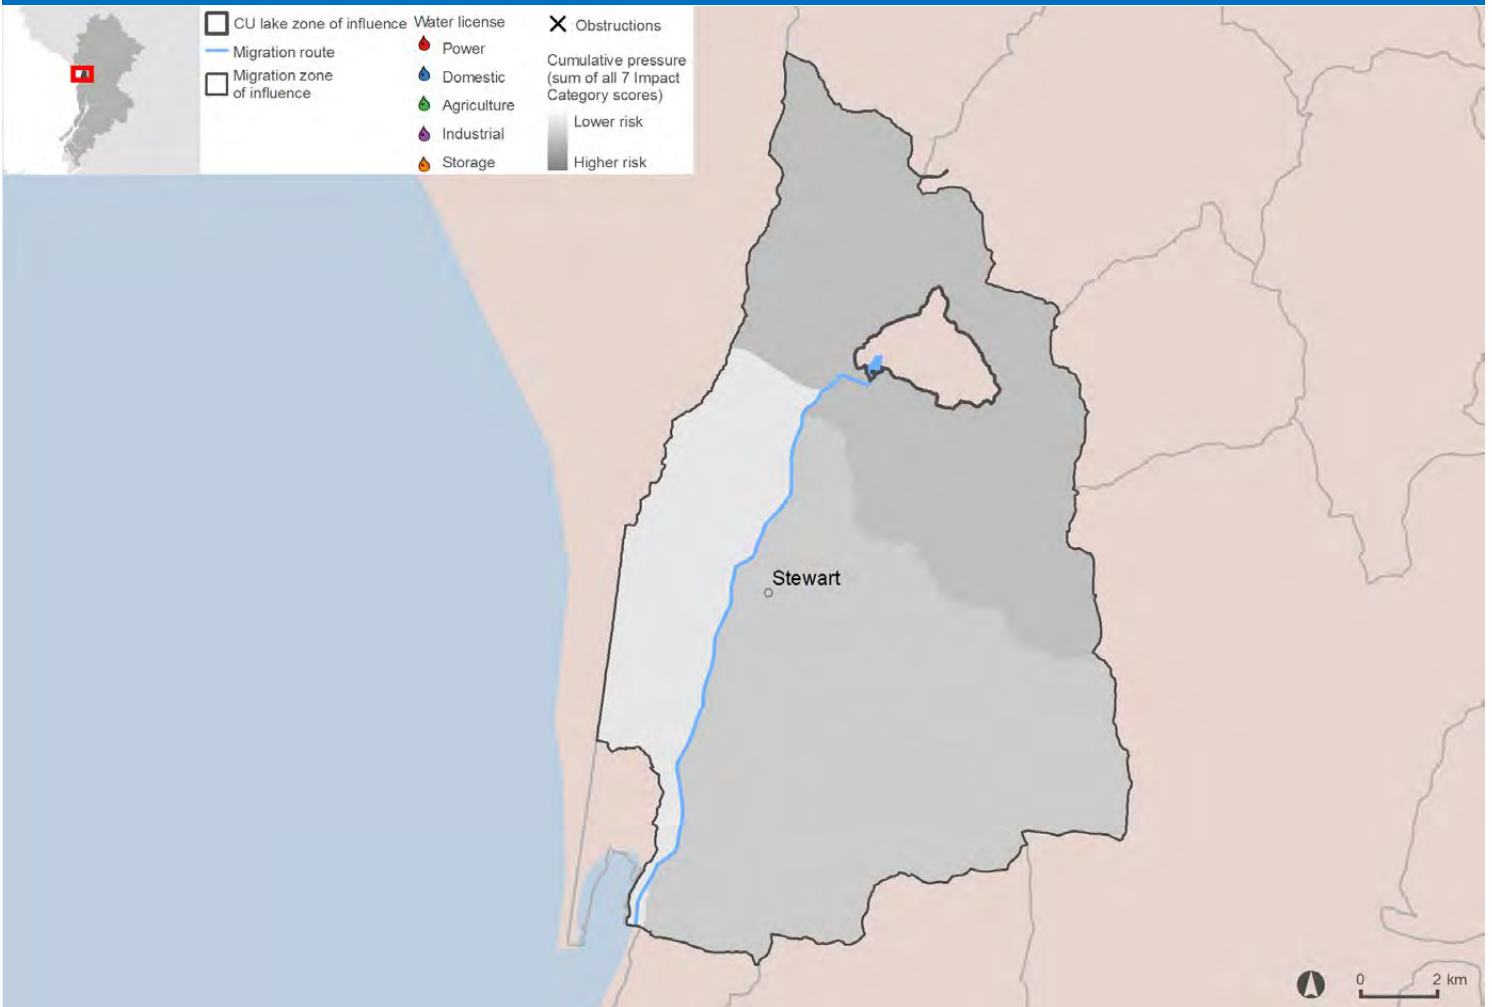 CU lake zone of influence
Migration route
Migration zone
of influence
Water license
Power
Domestic
Agriculture
Industrial
Storage
Obstructions
Cumulative pressure
(sum of all 7 Impact
Category scores)
Lower risk
Higher risk
Stewart
0 2 km